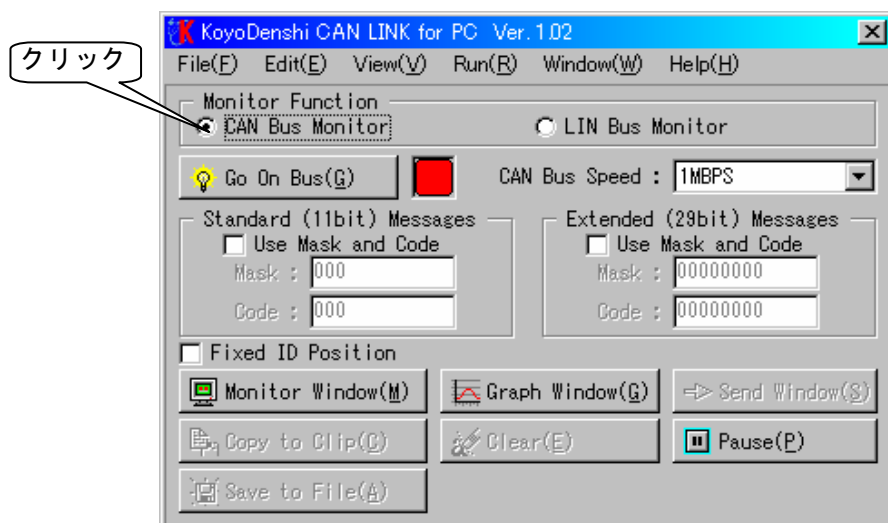 KoyoDenshi CAN LINK for PC Ver.1.02
クリック
File(F) Edit(E) View(V) Run(R) Window(W) Help(H)
Monitor Function
CAN Bus Monitor
LIN Bus Monitor
Go On Bus(G)
CAN Bus Speed : 1MBPS
Standard (11bit) Messages
Use Mask and Code
Mask : 000
Code : 000
Extended (29bit) Messages
Use Mask and Code
Mask : 00000000
Code : 00000000
Fixed ID Position
Monitor Window(M)
Graph Window(G)
Send Window(S)
Copy to Clip(C)
Clear(E)
Pause(P)
Save to File(A)